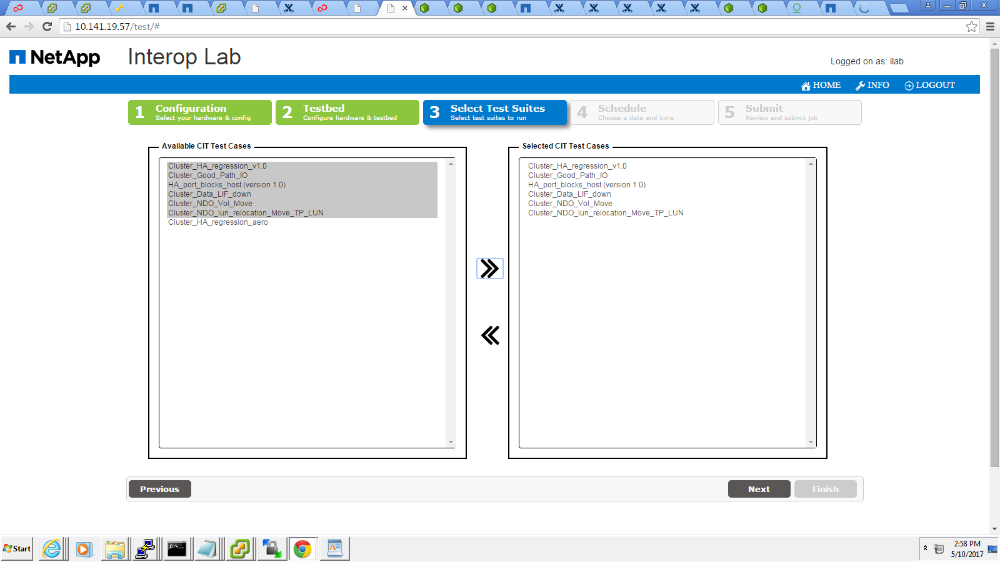 10.141.19.57/test/#
NetApp
Interop Lab
Logged on as: ilab
HOME
INFO
LOGOUT
1 Configuration
Select your hardware & config
2 Testbed
Configure hardware & testbed
3 Select Test Suites
Select test suites to run
4 Schedule
Choose a date and time
5 Submit
Review and submit job
Available CIT Test Cases
Cluster_HA_regression_v1.0
Cluster_Good_Path_IO
HA_port_blocks_host (version 1.0)
Cluster_Data_LIF_down
Cluster_NDO_Vol_Move
Cluster_NDO_lun_relocation_Move_TP_LUN
Cluster_HA_regression_aero
Selected CIT Test Cases
Cluster_HA_regression_v1.0
Cluster_Good_Path_IO
HA_port_blocks_host (version 1.0)
Cluster_Data_LIF_down
Cluster_NDO_Vol_Move
Cluster_NDO_lun_relocation_Move_TP_LUN
Previous
Next
Finish
Start
C:\_
2:58 PM
5/10/2017